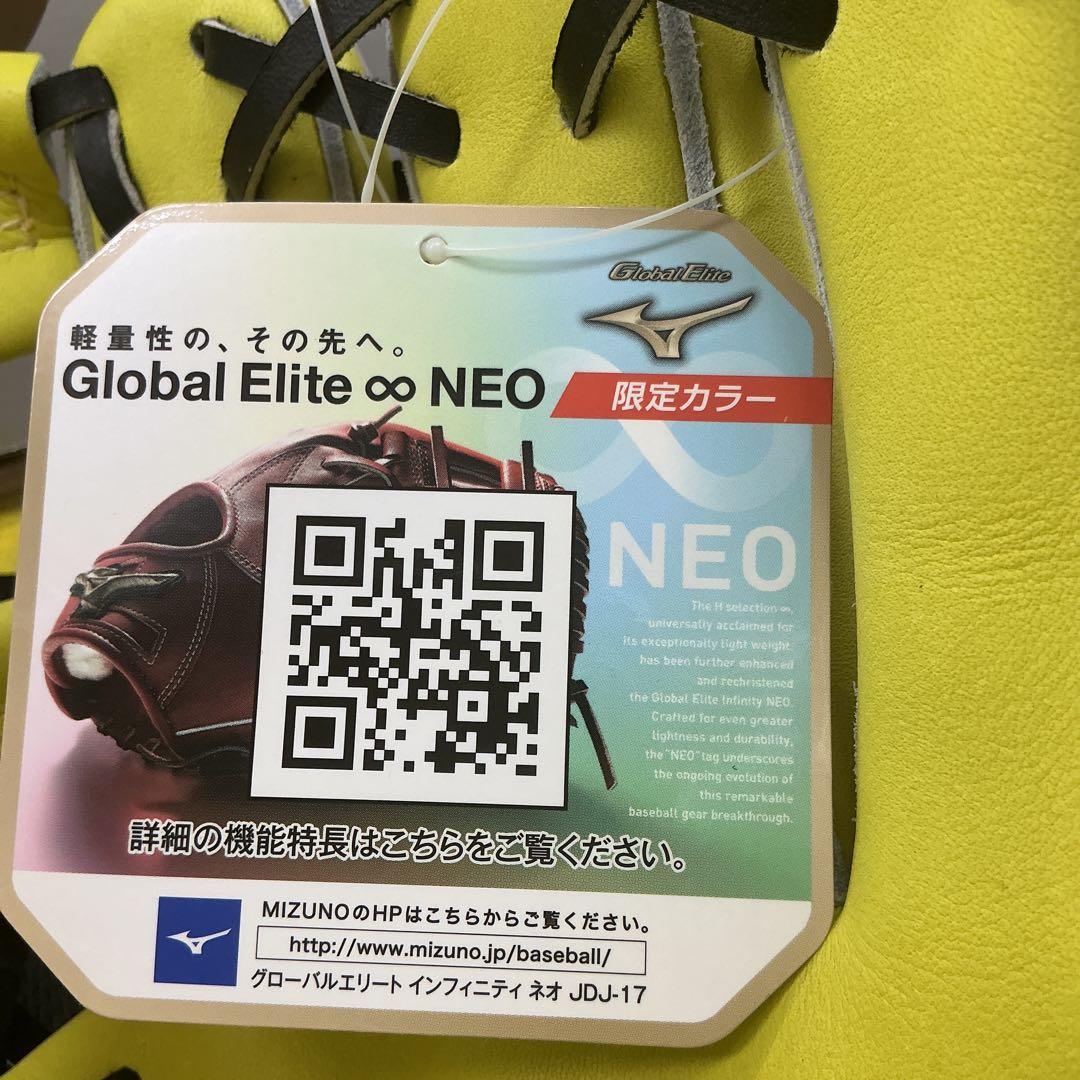 Global Elite
軽量性の、その先へ。
Global Elite ∞ NEO
限定カラー
NEO
The H selection ∞,
universally acclaimed for
its exceptionally light weight,
has been further enhanced
and rechristened
the Global Elite Infinity NEO.
Crafted for even greater
lightness and durability,
the "NEO" tag underscores
the ongoing evolution of
this remarkable
baseball gear breakthrough.
詳細の機能特長はこちらをご覧ください。
MIZUNOのHPはこちらからご覧ください。
http://www.mizuno.jp/baseball/
グローバルエリート インフィニティ ネオ JDJ-17